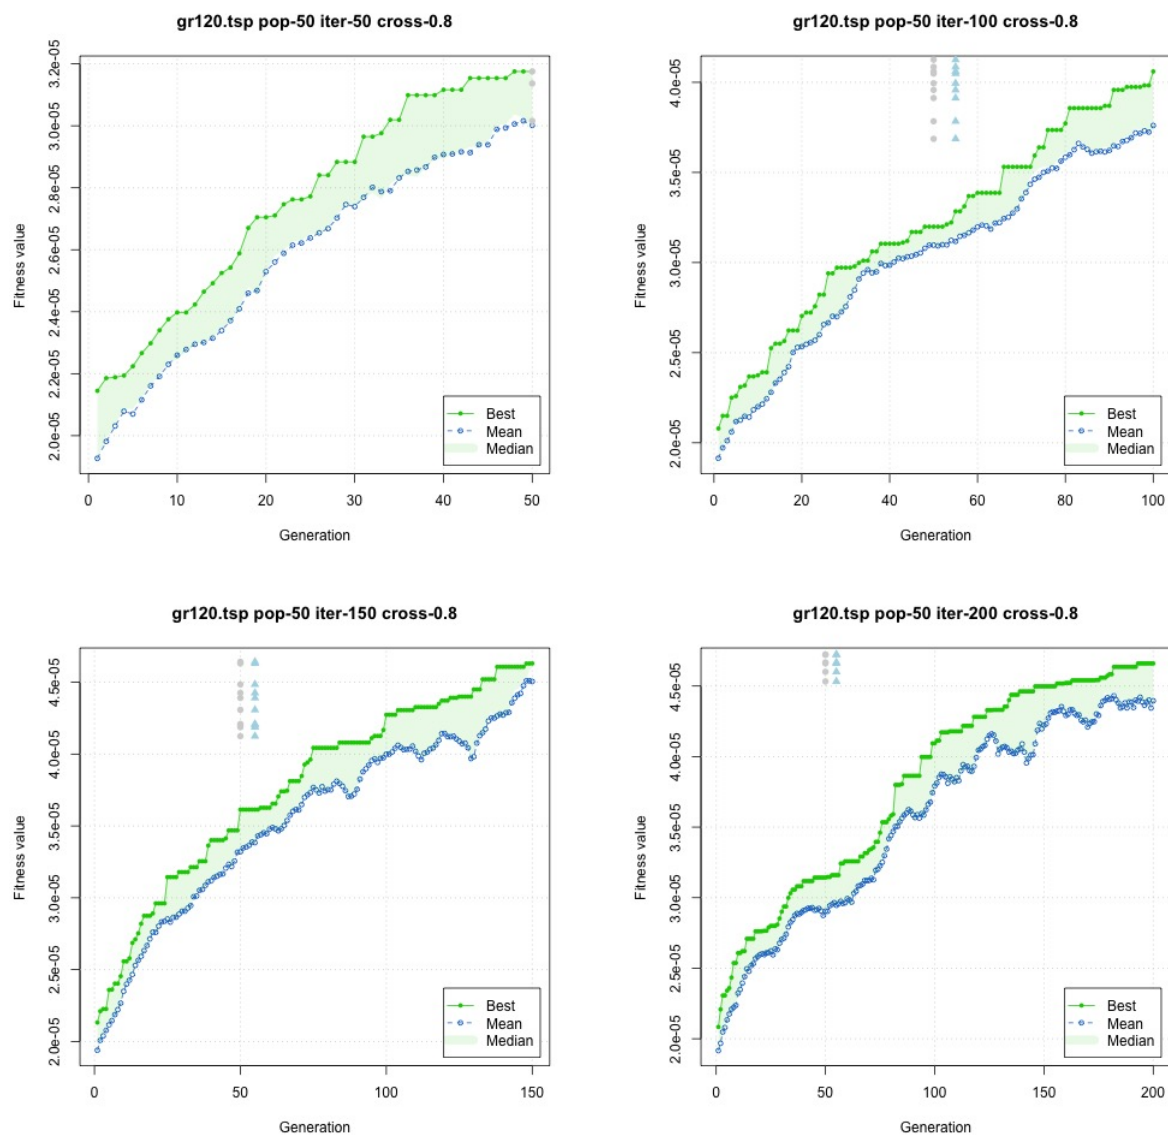 gr120.tsp pop-50 iter-50 cross-0.8
Fitness value
3.2e-05
3.0e-05
2.8e-05
2.6e-05
2.4e-05
2.2e-05
2.0e-05
Best
Mean
Median
0 10 20 30 40 50
Generation
gr120.tsp pop-50 iter-100 cross-0.8
Fitness value
4.0e-05
3.5e-05
3.0e-05
2.5e-05
2.0e-05
Best
Mean
Median
0 20 40 60 80 100
Generation
gr120.tsp pop-50 iter-150 cross-0.8
Fitness value
4.5e-05
4.0e-05
3.5e-05
3.0e-05
2.5e-05
2.0e-05
Best
Mean
Median
0 50 100 150
Generation
gr120.tsp pop-50 iter-200 cross-0.8
Fitness value
4.5e-05
4.0e-05
3.5e-05
3.0e-05
2.5e-05
2.0e-05
Best
Mean
Median
0 50 100 150 200
Generation